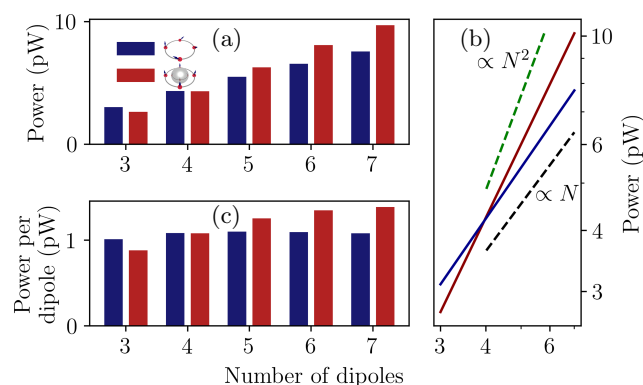 10
0
Power (pW)
(a)
3 4 5 6 7
1
0
Power per
dipole (pW)
(c)
3 4 5 6 7
Number of dipoles
(b)
∝ N²
∝ N
10
6
4
3
Power (pW)
3 4 6